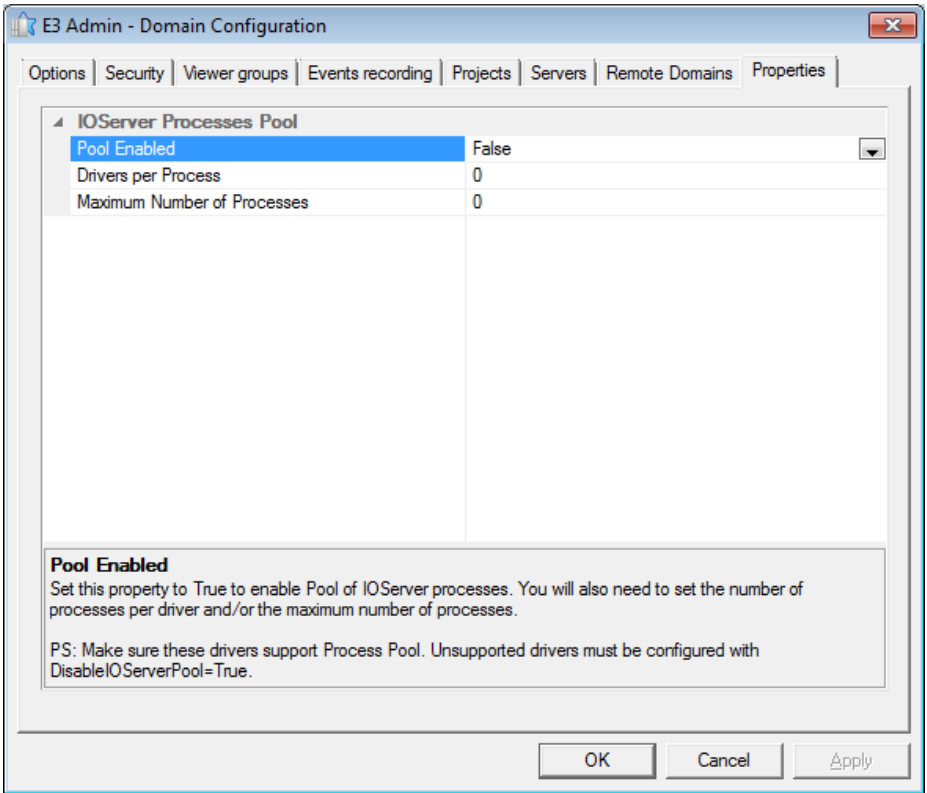 E3 Admin - Domain Configuration
Options Security Viewer groups Events recording Projects Servers Remote Domains Properties
IOServer Processes Pool
Pool Enabled False
Drivers per Process 0
Maximum Number of Processes 0
Pool Enabled
Set this property to True to enable Pool of IOServer processes. You will also need to set the number of
processes per driver and/or the maximum number of processes.
PS: Make sure these drivers support Process Pool. Unsupported drivers must be configured with
DisableIOServerPool=True.
OK Cancel Apply